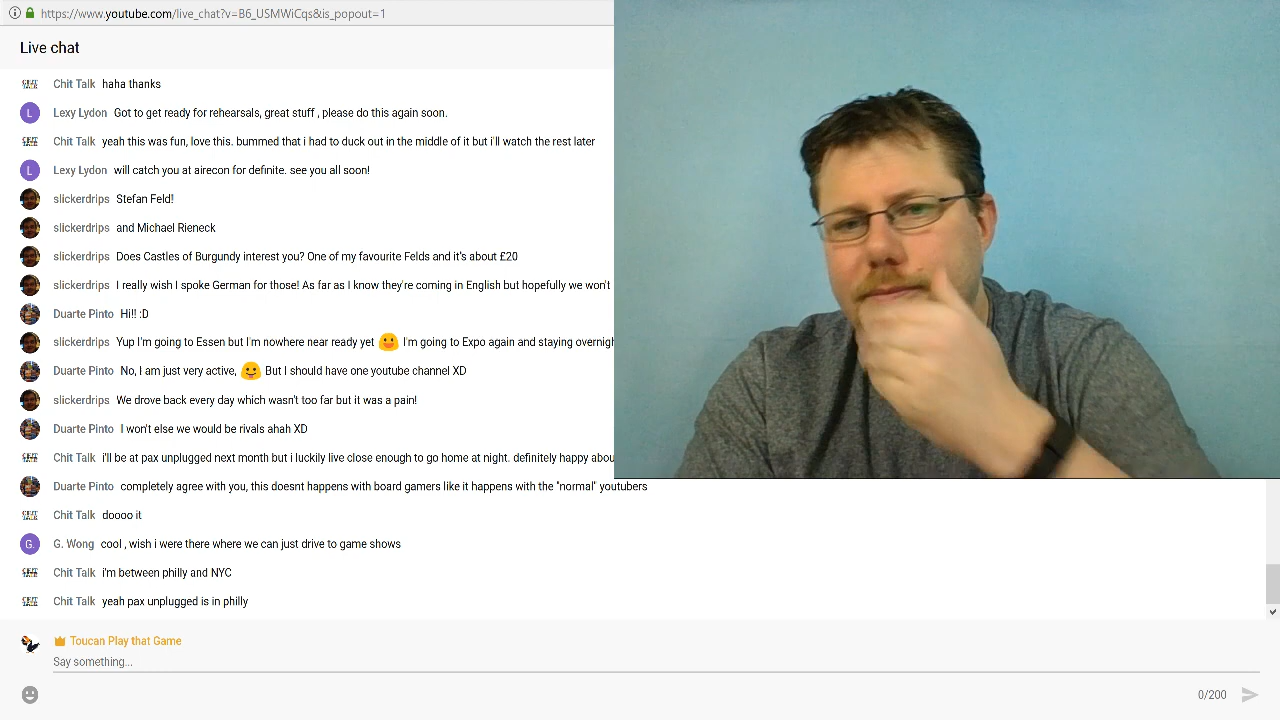 https://www.youtube.com/live_chat?v=B6_USMWiCqs&is_popout=1
Live chat
Chit Talk haha thanks
L Lexy Lydon Got to get ready for rehearsals, great stuff , please do this again soon.
Chit Talk yeah this was fun, love this. bummed that i had to duck out in the middle of it but i'll watch the rest later
L Lexy Lydon will catch you at airecon for definite. see you all soon!
slickerdrips Stefan Feld!
slickerdrips and Michael Rieneck
slickerdrips Does Castles of Burgundy interest you? One of my favourite Felds and it's about £20
slickerdrips I really wish I spoke German for those! As far as I know they're coming in English but hopefully we won't
Duarte Pinto Hi!! :D
slickerdrips Yup I'm going to Essen but I'm nowhere near ready yet I'm going to Expo again and staying overnigh
Duarte Pinto No, I am just very active, But I should have one youtube channel XD
slickerdrips We drove back every day which wasn't too far but it was a pain!
Duarte Pinto I won't else we would be rivals ahah XD
Chit Talk i'll be at pax unplugged next month but i luckily live close enough to go home at night. definitely happy abou
Duarte Pinto completely agree with you, this doesnt happens with board gamers like it happens with the "normal" youtubers
Chit Talk doooo it
G. G. Wong cool , wish i were there where we can just drive to game shows
Chit Talk i'm between philly and NYC
Chit Talk yeah pax unplugged is in philly
Toucan Play that Game
Say something...
0/200